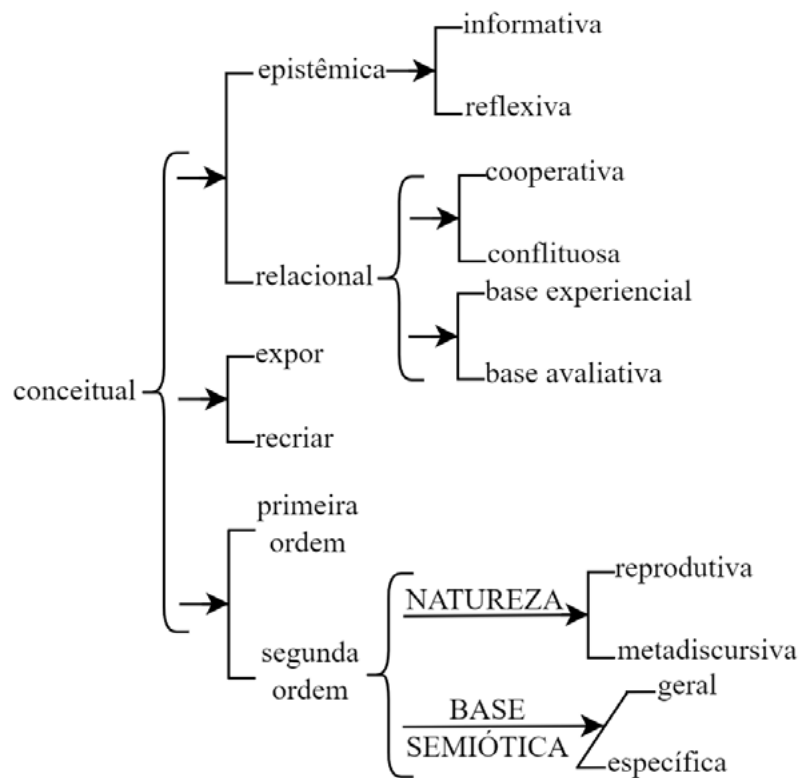 informativa
epistêmica
reflexiva
cooperativa
conflituosa
relacional
base experiencial
base avaliativa
expor
conceitual
recriar
primeira
ordem
reprodutiva
NATUREZA
segunda
ordem
metadiscursiva
geral
BASE
SEMIÓTICA
específica